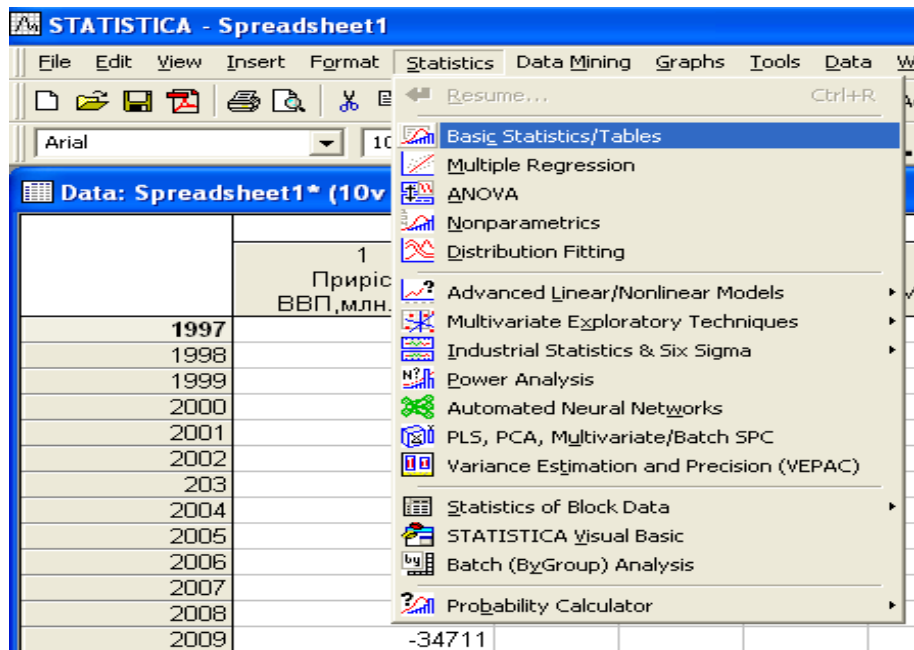 STATISTICA - Spreadsheet1
File Edit View Insert Format Statistics Data Mining Graphs Tools Data W
Resume... Ctrl+R
Arial 10
Basic Statistics/Tables
Multiple Regression
Data: Spreadsheet1* (10v
ANOVA
Nonparametrics
Distribution Fitting
1
Приріс
ВВП,млн.
Advanced Linear/Nonlinear Models
Multivariate Exploratory Techniques
Industrial Statistics & Six Sigma
Power Analysis
Automated Neural Networks
PLS, PCA, Multivariate/Batch SPC
Variance Estimation and Precision (VEPAC)
Statistics of Block Data
STATISTICA Visual Basic
Batch (ByGroup) Analysis
Probability Calculator
1997
1998
1999
2000
2001
2002
203
2004
2005
2006
2007
2008
2009 -34711